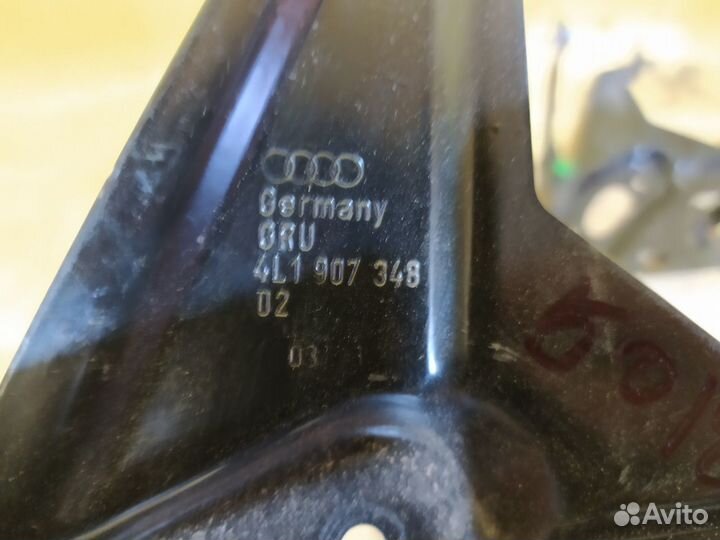 Germany
GRU
4L1 907 348
02
Avito